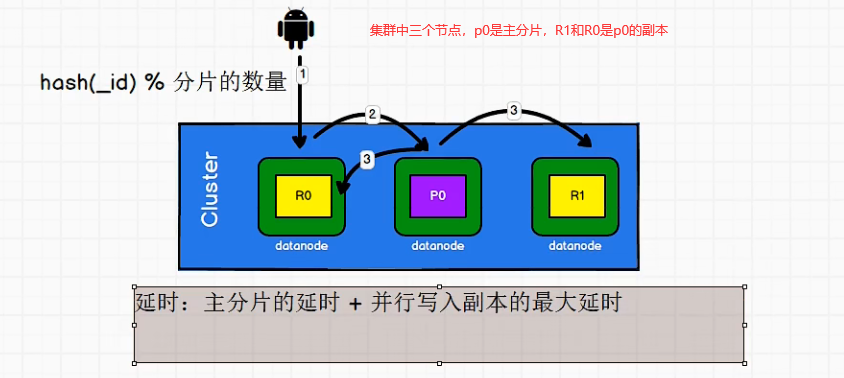 集群中三个节点，p0是主分片，R1和R0是p0的副本
hash(_id) % 分片的数量
1
2
3
3
Cluster
R0
P0
R1
datanode
datanode
datanode
延时：主分片的延时 + 并行写入副本的最大延时